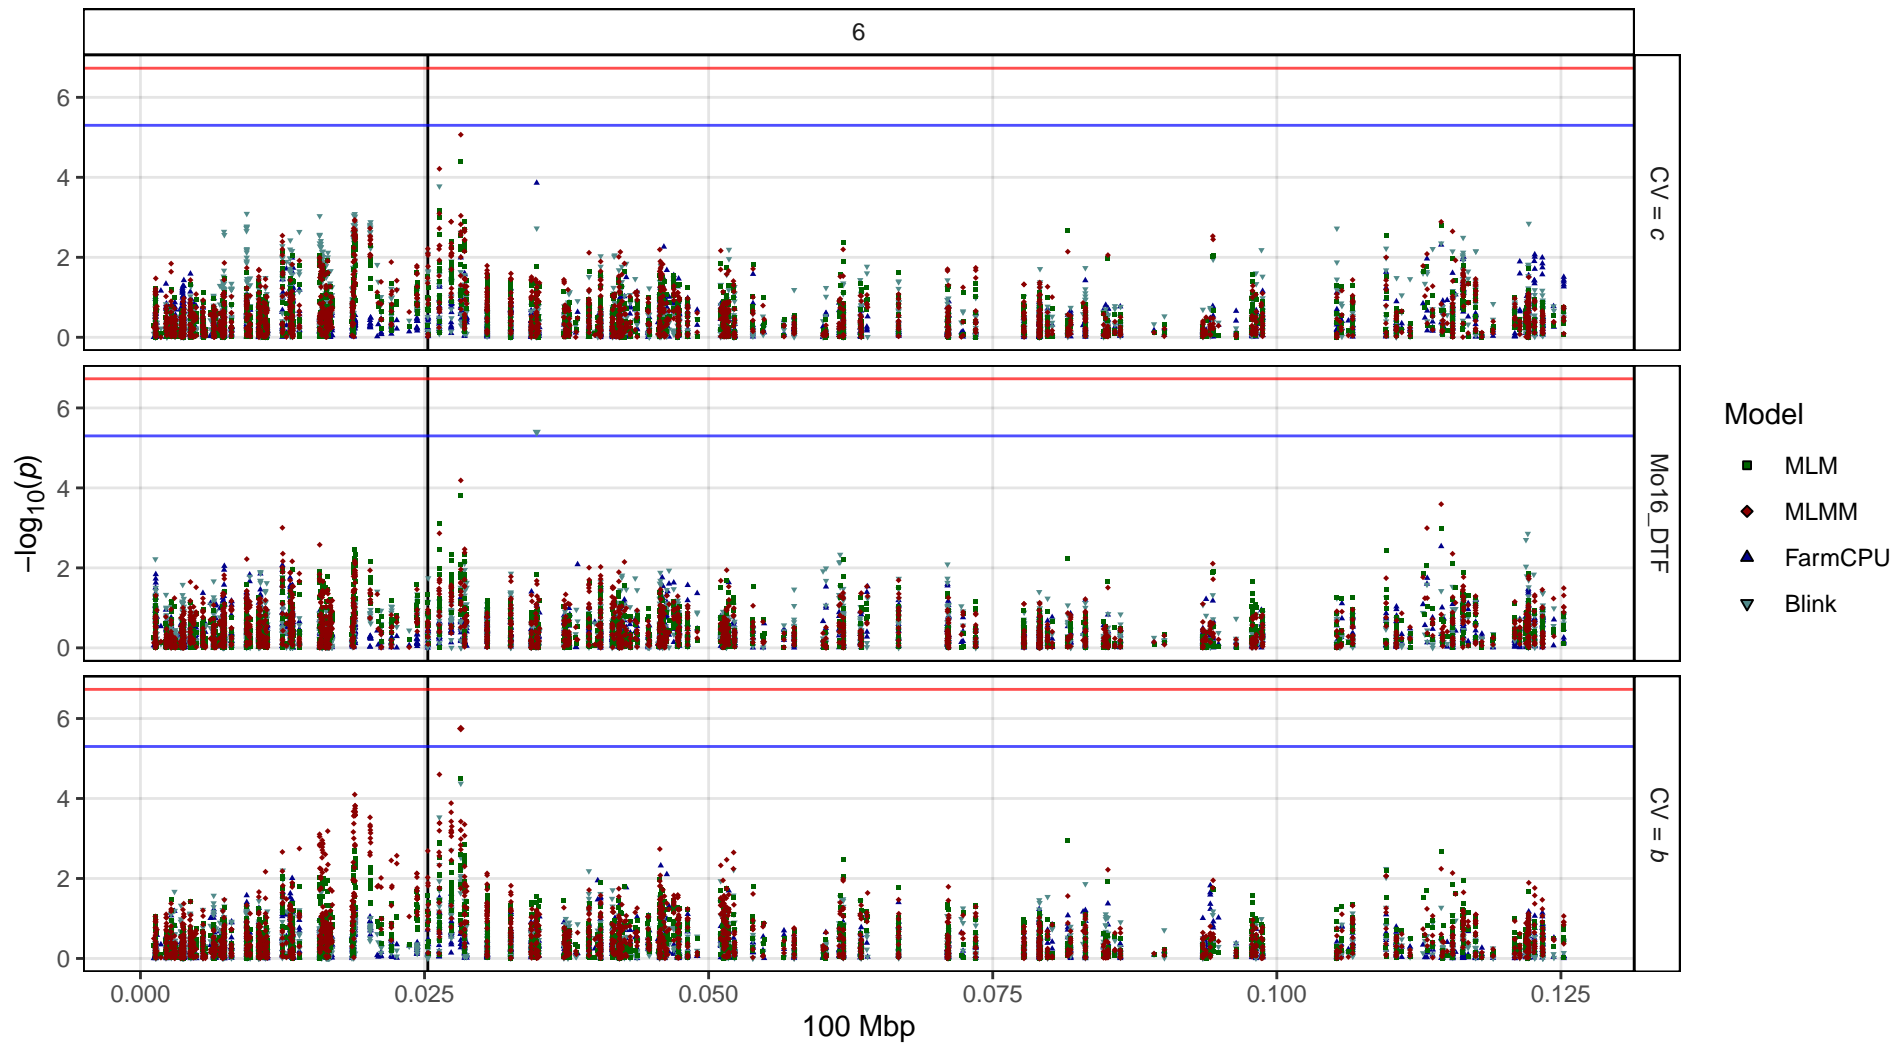 6
6
4
2
0
CV = c
6
4
2
0
Mo16_DTF
6
4
2
0
CV = b
−log10(p)
0.000 0.025 0.050 0.075 0.100 0.125
100 Mbp
Model
MLM
MLMM
FarmCPU
Blink